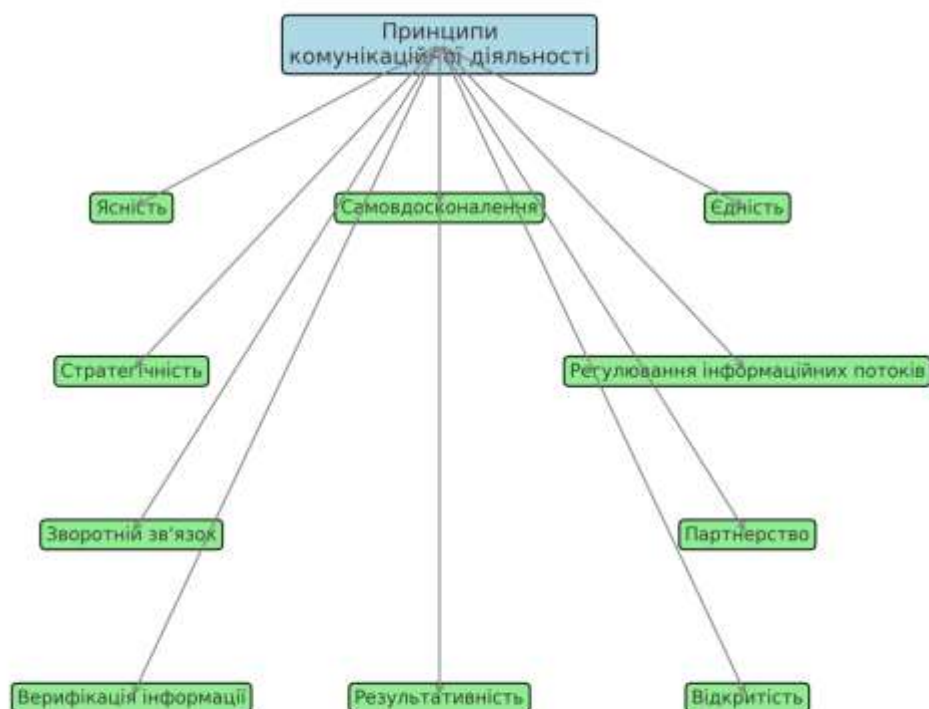 Принципи
комунікаційної діяльності
Ясність
Самовдосконалення
Єдність
Стратегічність
Регулювання інформаційних потоків
Зворотній зв'язок
Партнерство
Верифікація інформації
Результативність
Відкритість